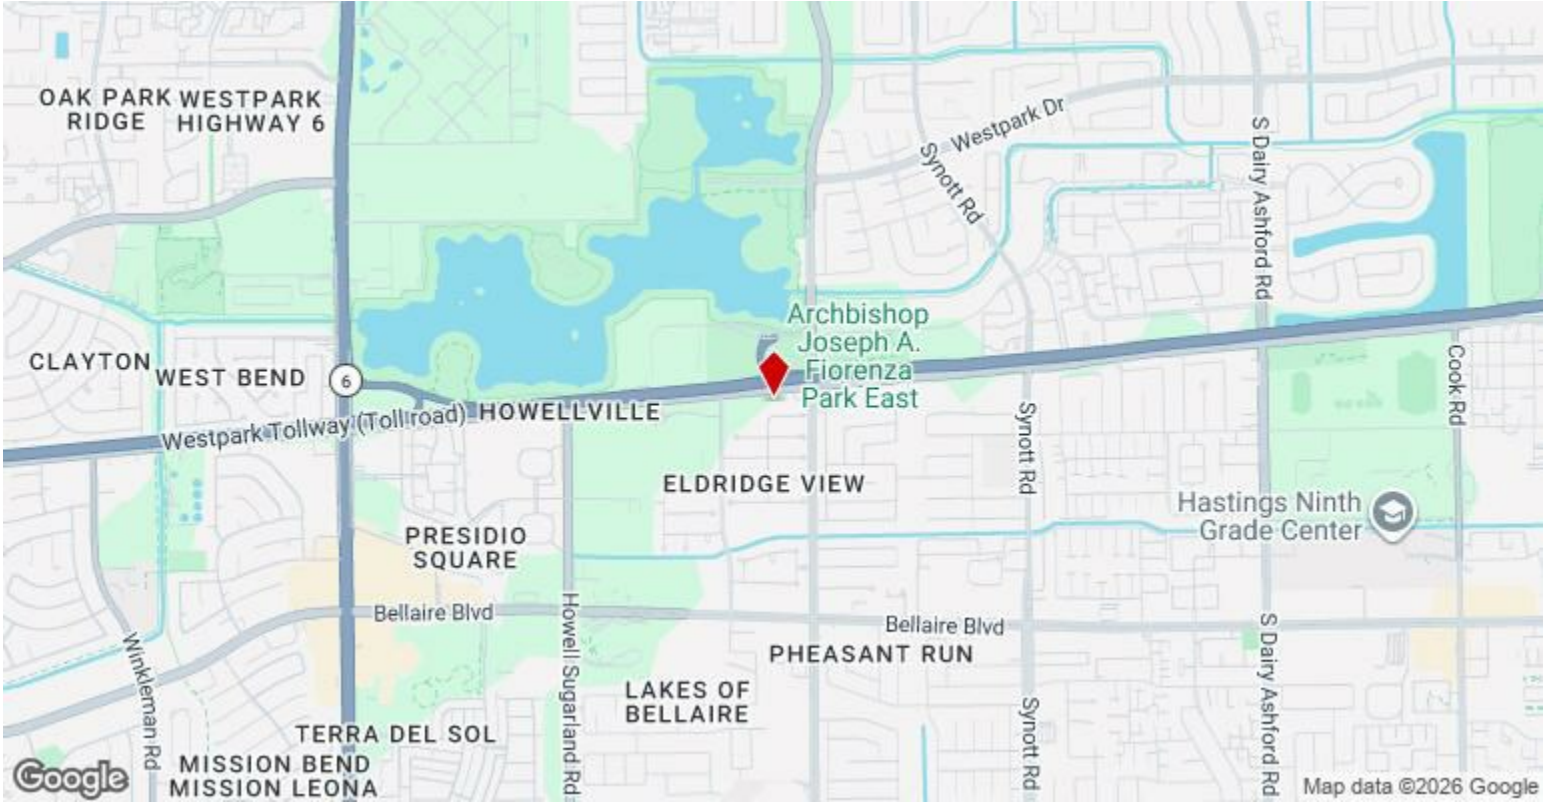 OAK PARK
RIDGE
WESTPARK
HIGHWAY 6
Westpark Dr
Synott Rd
S Dairy Ashford Rd
Archbishop
Joseph A.
Fiorenza
Park East
CLAYTON
WEST BEND
6
HOWELLVILLE
Westpark Tollway (Toll road)
Cook Rd
Synott Rd
ELDRIDGE VIEW
Hastings Ninth
Grade Center
PRESIDIO
SQUARE
Bellaire Blvd
Bellaire Blvd
Howell Sugarland Rd
Winkleman Rd
PHEASANT RUN
S Dairy Ashford Rd
LAKES OF
BELLAIRE
Synott Rd
TERRA DEL SOL
MISSION BEND
MISSION LEONA
Google
Map data ©2026 Google